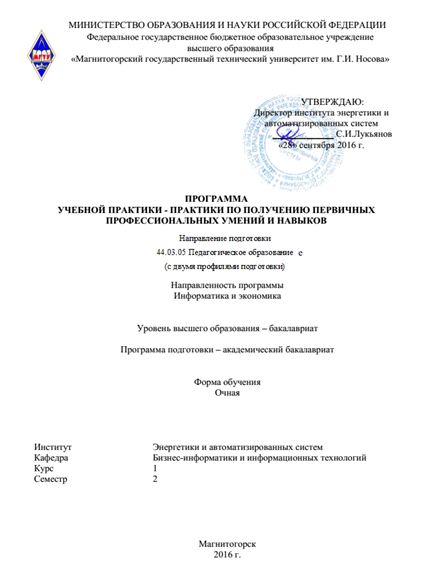 МИНИСТЕРСТВО ОБРАЗОВАНИЯ И НАУКИ РОССИЙСКОЙ ФЕДЕРАЦИИ
Федеральное государственное бюджетное образовательное учреждение
высшего образования
«Магнитогорский государственный технический университет им. Г.И. Носова»
МГТУ
УТВЕРЖДАЮ:
Директор института энергетики и
автоматизированных систем
С.И.Лукьянов
«28» сентября 2016 г.
ПРОГРАММА
УЧЕБНОЙ ПРАКТИКИ - ПРАКТИКИ ПО ПОЛУЧЕНИЮ ПЕРВИЧНЫХ
ПРОФЕССИОНАЛЬНЫХ УМЕНИЙ И НАВЫКОВ
Направление подготовки
44.03.05 Педагогическое образование с
(с двумя профилями подготовки)
Направленность программы
Информатика и экономика
Уровень высшего образования – бакалавриат
Программа подготовки – академический бакалавриат
Форма обучения
Очная
Институт Энергетики и автоматизированных систем
Кафедра Бизнес-информатики и информационных технологий
Курс 1
Семестр 2
Магнитогорск
2016 г.